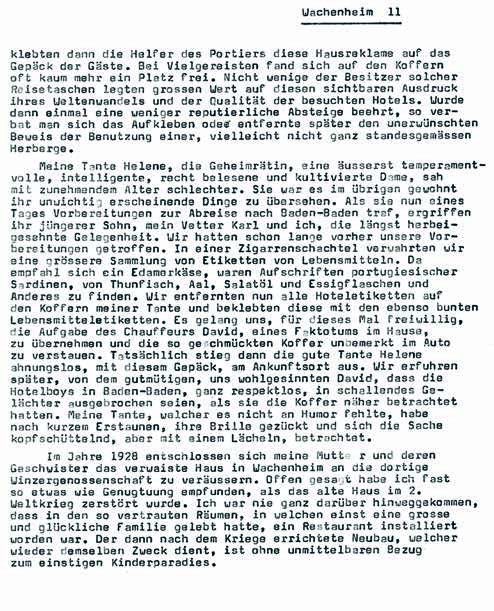 Wachenheim 11
klebten dann die Helfer des Portiers diese Hausreklame auf das
Gepäck der Gäste. Bei Vielgereisten fand sich auf den Koffern
oft kaum mehr ein Platz frei. Nicht wenige der Besitzer solcher
Reisetaschen legten grossen Wert auf diesen sichtbaren Ausdruck
ihres Weltenwandels und der Qualität der besuchten Hotels. Wurde
dann einmal eine weniger reputierliche Absteige beehrt, so ver-
bat man sich das Aufkleben oder entfernte später den unerwünschten
Beweis der Benutzung einer, vielleicht nicht ganz standesgemässen
Herberge.
Meine Tante Helene, die Geheimrätin, eine äusserst temperament-
volle, intelligente, recht belesene und kultivierte Dame, sah
mit zunehmendem Alter schlechter. Sie war es im übrigen gewohnt
ihr unwichtig erscheinende Dinge zu übersehen. Als sie nun eines
Tages Vorbereitungen zur Abreise nach Baden-Baden traf, ergriffen
ihr jüngerer Sohn, mein Vetter Karl und ich, die längst herbei-
gesehnte Gelegenheit. Wir hatten schon lange vorher unsere Vor-
bereitungen getroffen. In einer Zigarrenschachtel verwahrten wir
eine grössere Sammlung von Etiketten von Lebensmitteln. Da
empfahl sich ein Edamerkäse, waren Aufschriften portugiesischer
Sardinen, von Thunfisch, Aal, Salatöl und Essigflaschen und
Anderes zu finden. Wir entfernten nun alle Hoteletiketten auf
den Koffern meiner Tante und beklebten diese mit den ebenso bunten
Lebensmitteletiketten. Es gelang uns, für dieses Mal freiwillig,
die Aufgabe des Chauffeurs David, eines Faktotums im Hause,
zu übernehmen und die so geschmückten Koffer unbemerkt im Auto
zu verstauen. Tatsächlich stieg dann die gute Tante Helene
ahnungslos, mit diesem Gepäck, am Ankunftsort aus. Wir erfuhren
später, von dem gutmütigen, uns wohlgesinnten David, dass die
Hotelboys in Baden-Baden, ganz respektlos, in schallendes Ge-
lächter ausgebrochen seien, als sie die Koffer näher betrachtet
hatten. Meine Tante, welcher es nicht an Humor fehlte, habe
nach kurzem Erstaunen, ihre Brille gezückt und sich die Sache
kopfschüttelnd, aber mit einem Lächeln, betrachtet.
Im Jahre 1928 entschlossen sich meine Mutter und deren
Geschwister das verwaiste Haus in Wachenheim an die dortige
Winzergenossenschaft zu veräussern. Offen gesagt habe ich fast
so etwas wie Genugtuung empfunden, als das alte Haus im 2.
Weltkrieg zerstört wurde. Ich war nie ganz darüber hinweggekommen,
dass in den so vertrauten Räumen, in welchen einst eine grosse
und glückliche Familie gelebt hatte, ein Restaurant installiert
worden war. Der dann nach dem Kriege errichtete Neubau, welcher
wieder demselben Zweck dient, ist ohne unmittelbaren Bezug
zum einstigen Kinderparadies.